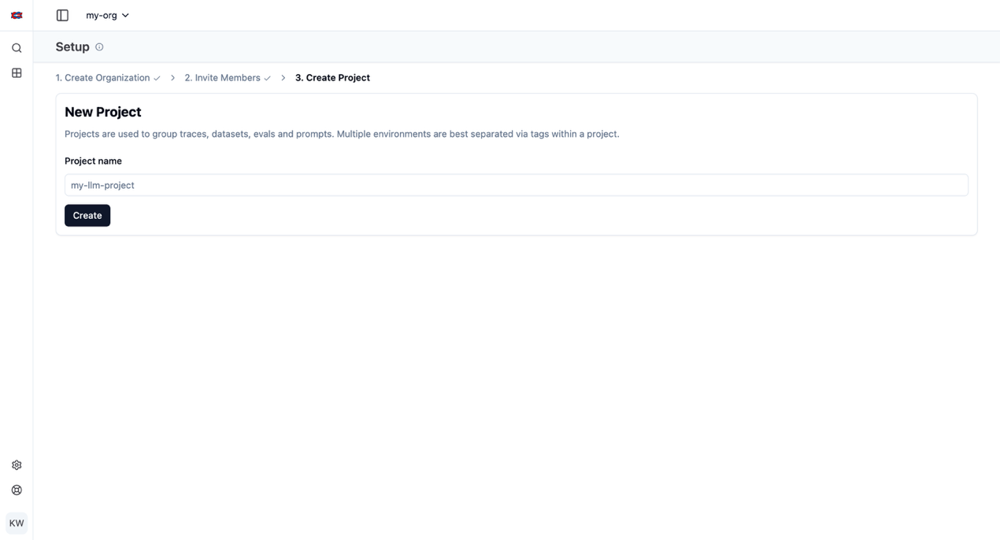 my-org
Setup
1. Create Organization
2. Invite Members
3. Create Project
New Project
Projects are used to group traces, datasets, evals and prompts. Multiple environments are best separated via tags within a project.
Project name
my-llm-project
Create
KW